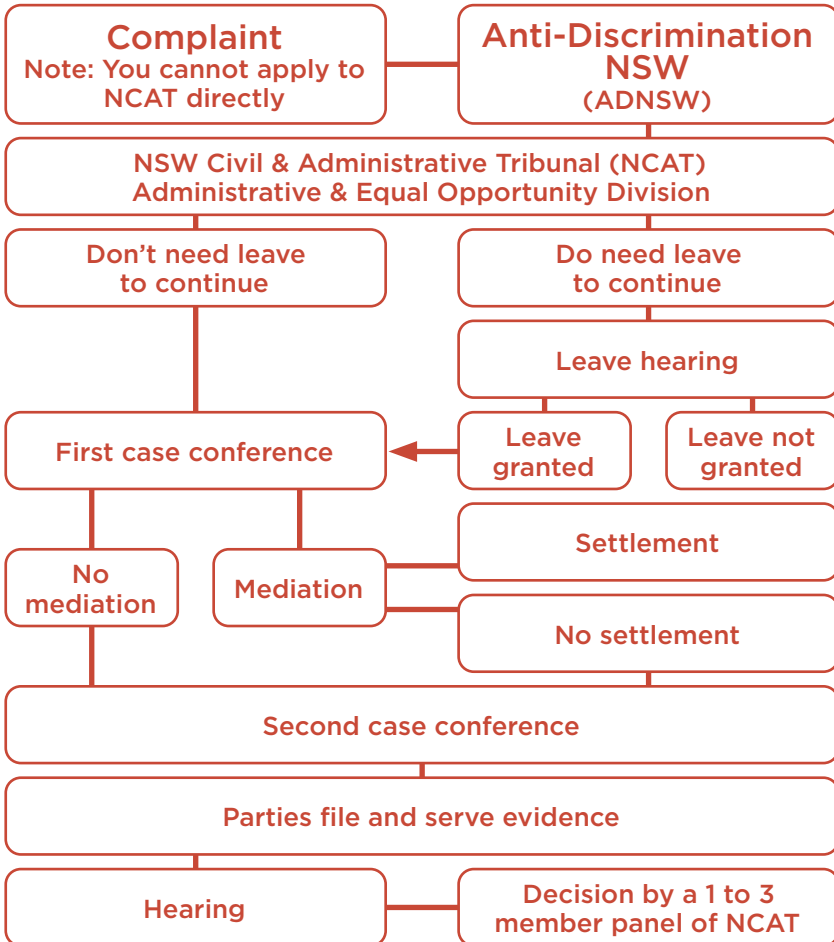 Complaint
Note: You cannot apply to
NCAT directly
Anti-Discrimination
NSW
(ADNSW)
NSW Civil & Administrative Tribunal (NCAT)
Administrative & Equal Opportunity Division
Don’t need leave
to continue
Do need leave
to continue
Leave hearing
First case conference
Leave
granted
Leave not
granted
No
mediation
Mediation
Settlement
No settlement
Second case conference
Parties file and serve evidence
Hearing
Decision by a 1 to 3
member panel of NCAT